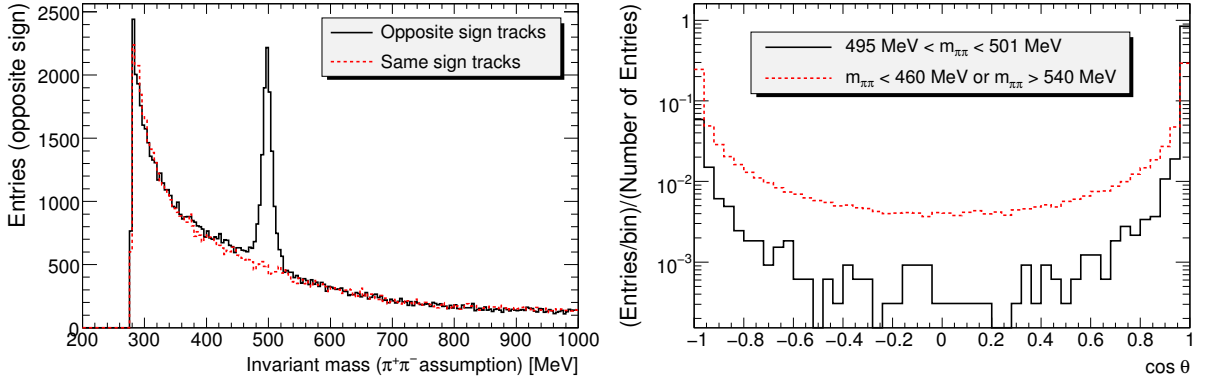 Entries (opposite sign)
2500
2000
1500
1000
500
0
Opposite sign tracks
Same sign tracks
200 300 400 500 600 700 800 900 1000
Invariant mass (π⁺π⁻ assumption) [MeV]
(Entries/bin)/(Number of Entries)
1
10⁻¹
10⁻²
10⁻³
495 MeV < mππ < 501 MeV
mππ < 460 MeV or mππ > 540 MeV
−1 −0.8 −0.6 −0.4 −0.2 0 0.2 0.4 0.6 0.8 1
cos θ